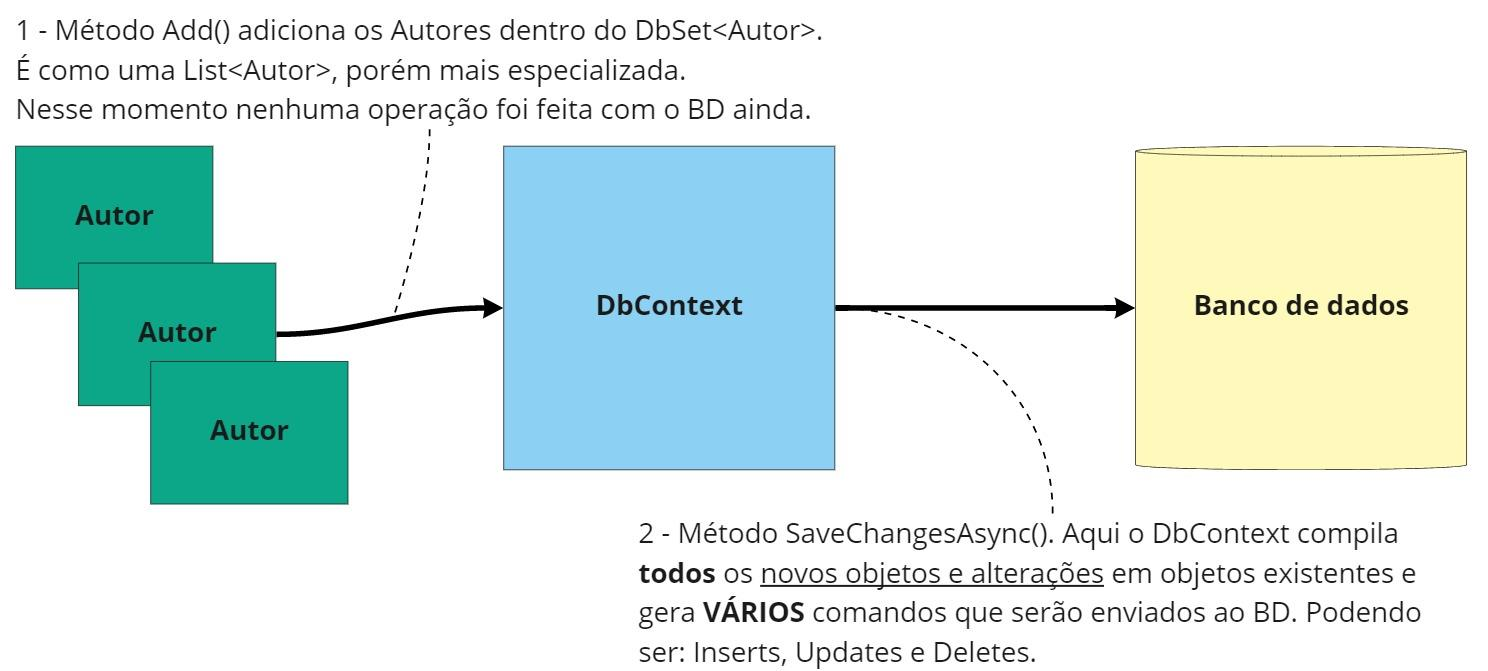 1 - Método Add() adiciona os Autores dentro do DbSet<Autor>.
É como uma List<Autor>, porém mais especializada.
Nesse momento nenhuma operação foi feita com o BD ainda.
Autor
Autor
Autor
DbContext
Banco de dados
2 - Método SaveChangesAsync(). Aqui o DbContext compila
todos os novos objetos e alterações em objetos existentes e
gera VÁRIOS comandos que serão enviados ao BD. Podendo
ser: Inserts, Updates e Deletes.